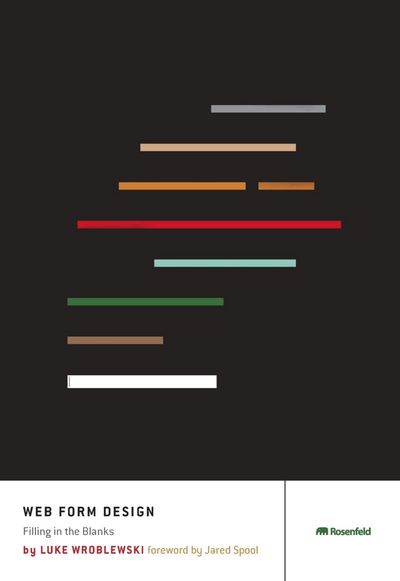 WEB FORM DESIGN
Filling in the Blanks
by LUKE WROBLEWSKI foreword by Jared Spool
Rosenfeld